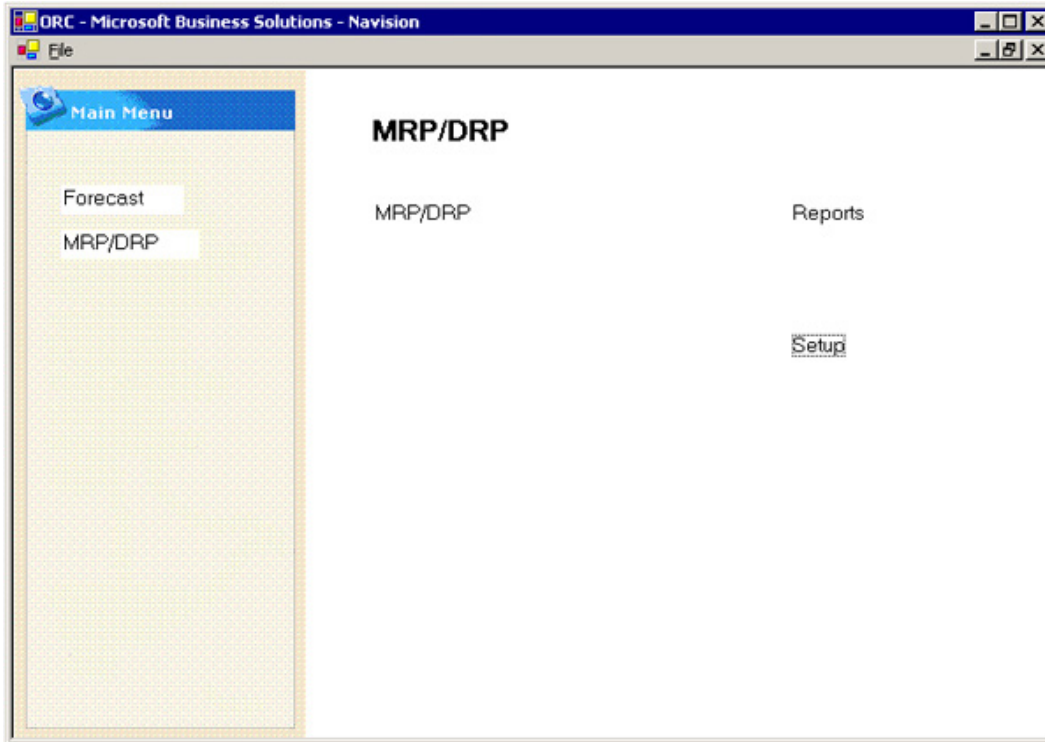 ORC - Microsoft Business Solutions - Navision
File
Main Menu
Forecast
MRP/DRP
MRP/DRP
MRP/DRP
Reports
Setup